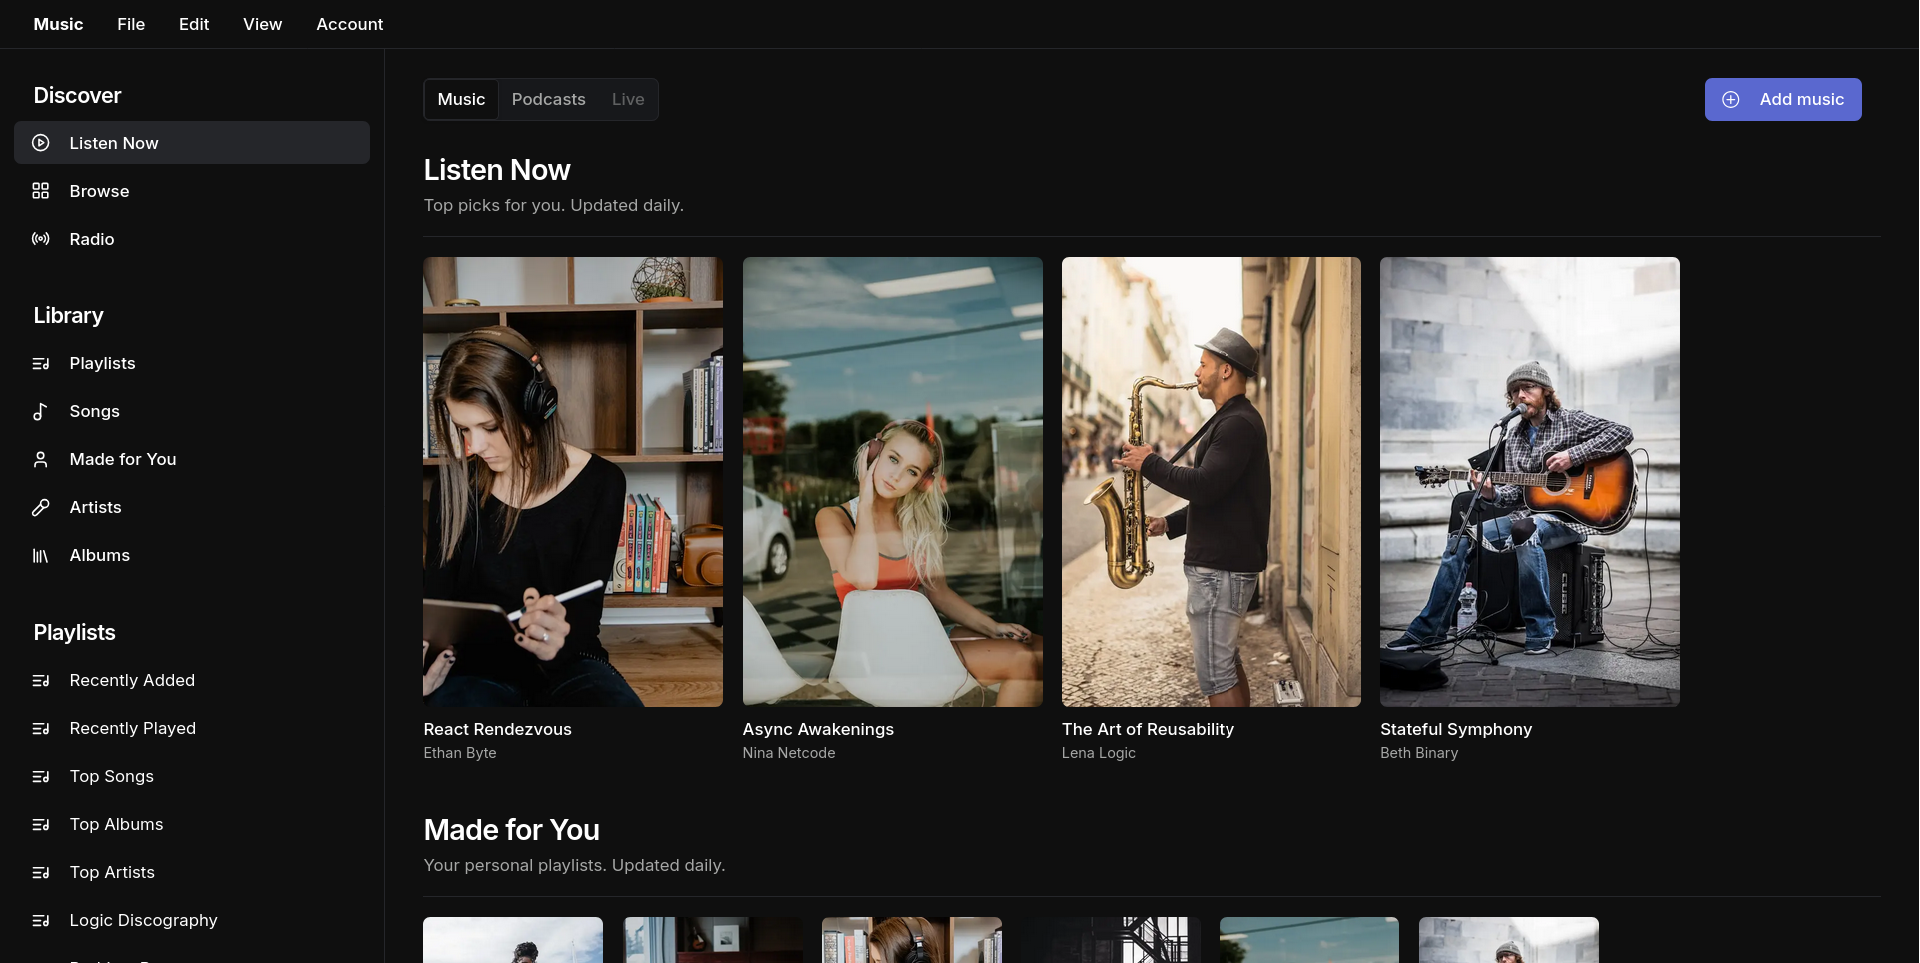 Music File Edit View Account
Discover
Listen Now
Browse
Radio
Library
Playlists
Songs
Made for You
Artists
Albums
Playlists
Recently Added
Recently Played
Top Songs
Top Albums
Top Artists
Logic Discography
Music Podcasts Live
Add music
Listen Now
Top picks for you. Updated daily.
React Rendezvous
Ethan Byte
Async Awakenings
Nina Netcode
The Art of Reusability
Lena Logic
Stateful Symphony
Beth Binary
Made for You
Your personal playlists. Updated daily.